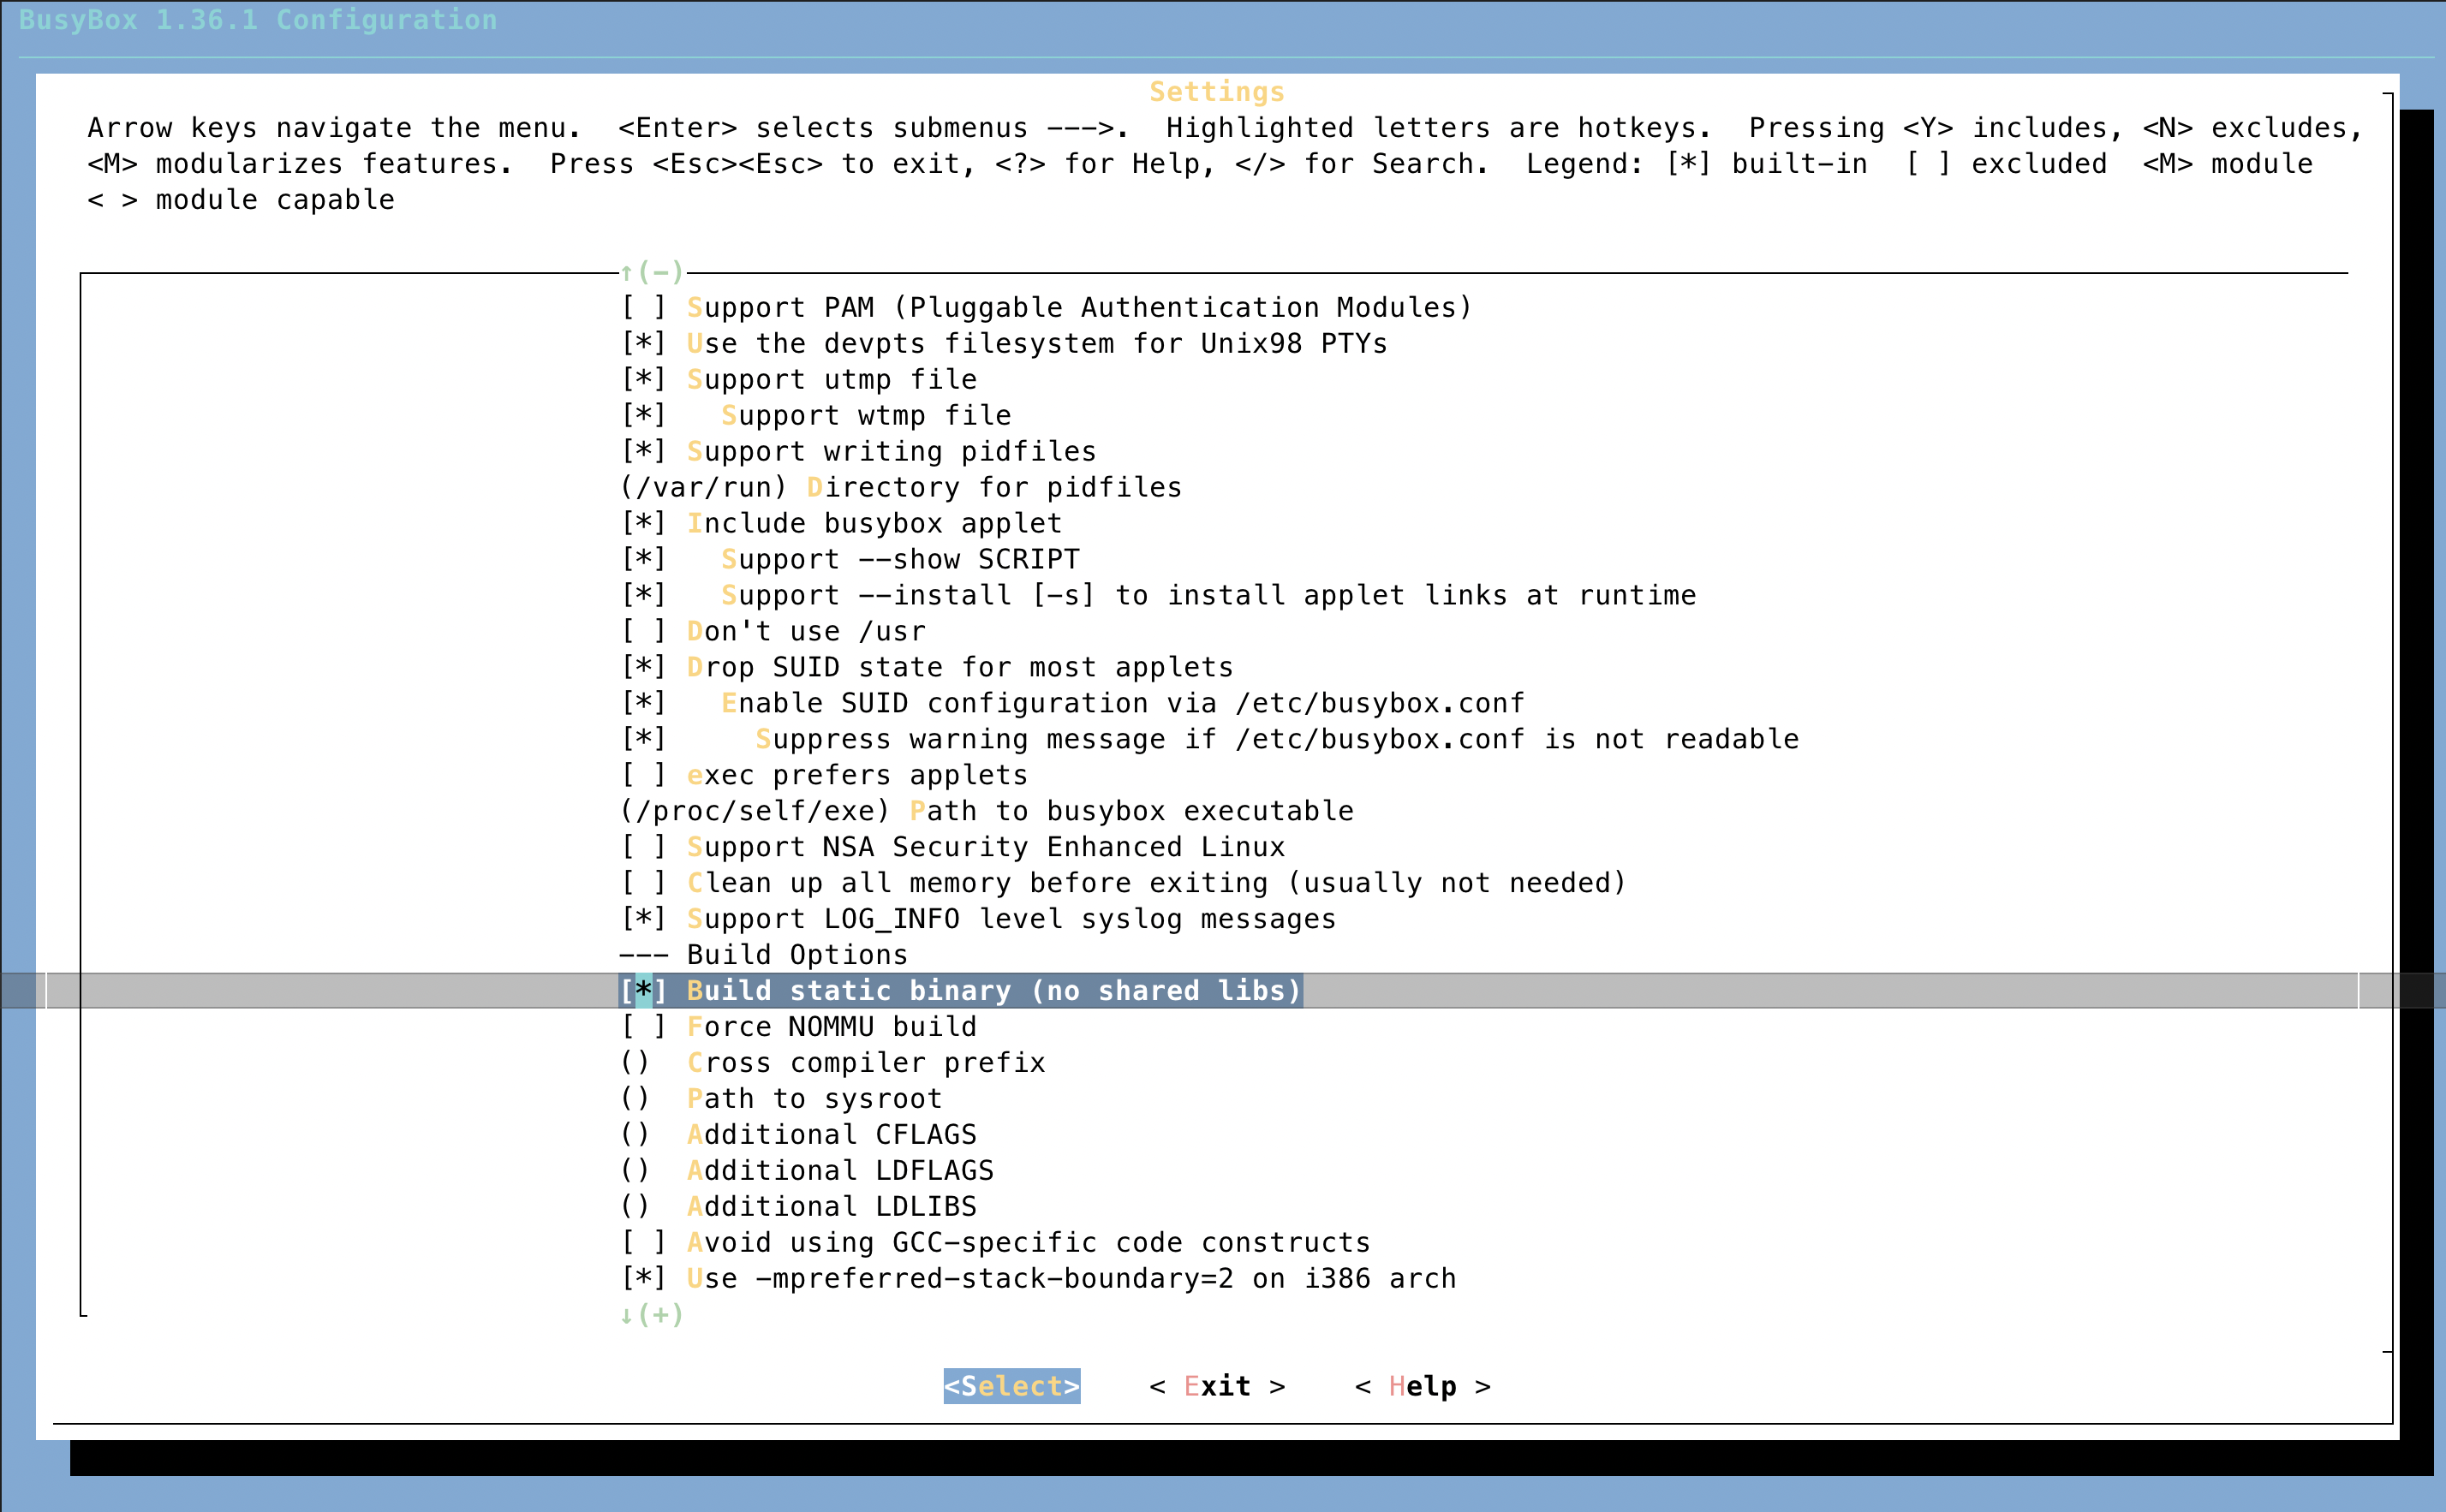 BusyBox 1.36.1 Configuration
Settings
Arrow keys navigate the menu.  <Enter> selects submenus --->.  Highlighted letters are hotkeys.  Pressing <Y> includes, <N> excludes,
<M> modularizes features.  Press <Esc><Esc> to exit, <?> for Help, </> for Search.  Legend: [*] built-in  [ ] excluded  <M> module
< > module capable
↑(-)
[ ] Support PAM (Pluggable Authentication Modules)
[*] Use the devpts filesystem for Unix98 PTYs
[*] Support utmp file
[*]   Support wtmp file
[*] Support writing pidfiles
(/var/run) Directory for pidfiles
[*] Include busybox applet
[*]   Support --show SCRIPT
[*]   Support --install [-s] to install applet links at runtime
[ ] Don't use /usr
[*] Drop SUID state for most applets
[*]   Enable SUID configuration via /etc/busybox.conf
[*]     Suppress warning message if /etc/busybox.conf is not readable
[ ] exec prefers applets
(/proc/self/exe) Path to busybox executable
[ ] Support NSA Security Enhanced Linux
[ ] Clean up all memory before exiting (usually not needed)
[*] Support LOG_INFO level syslog messages
--- Build Options
[*] Build static binary (no shared libs)
[ ] Force NOMMU build
()  Cross compiler prefix
()  Path to sysroot
()  Additional CFLAGS
()  Additional LDFLAGS
()  Additional LDLIBS
[ ] Avoid using GCC-specific code constructs
[*] Use -mpreferred-stack-boundary=2 on i386 arch
↓(+)
<Select>    < Exit >    < Help >